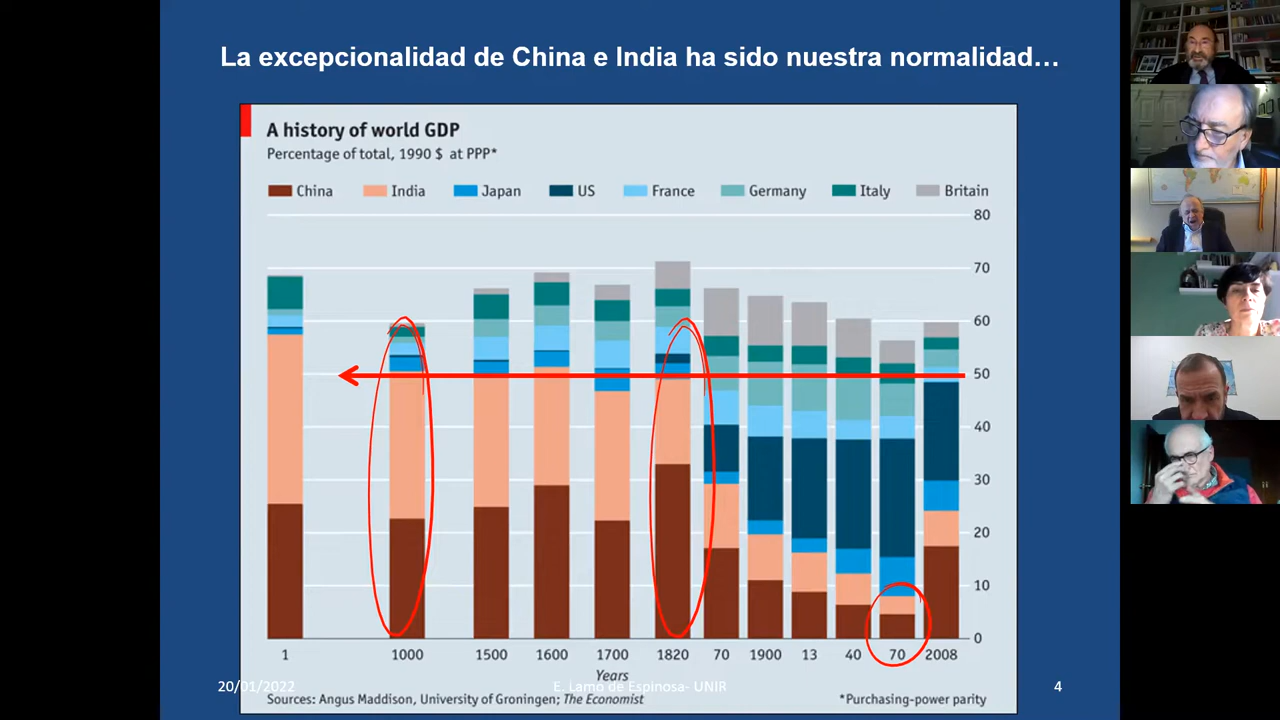 La excepcionalidad de China e India ha sido nuestra normalidad…
A history of world GDP
Percentage of total, 1990 $ at PPP*
China India Japan US France Germany Italy Britain
80
70
60
50
40
30
20
10
0
1 1000 1500 1600 1700 1820 70 1900 13 40 70 2008
Years
20/01/2022 E. Lamo de Espinosa- UNIR 4
Sources: Angus Maddison, University of Groningen; The Economist *Purchasing-power parity